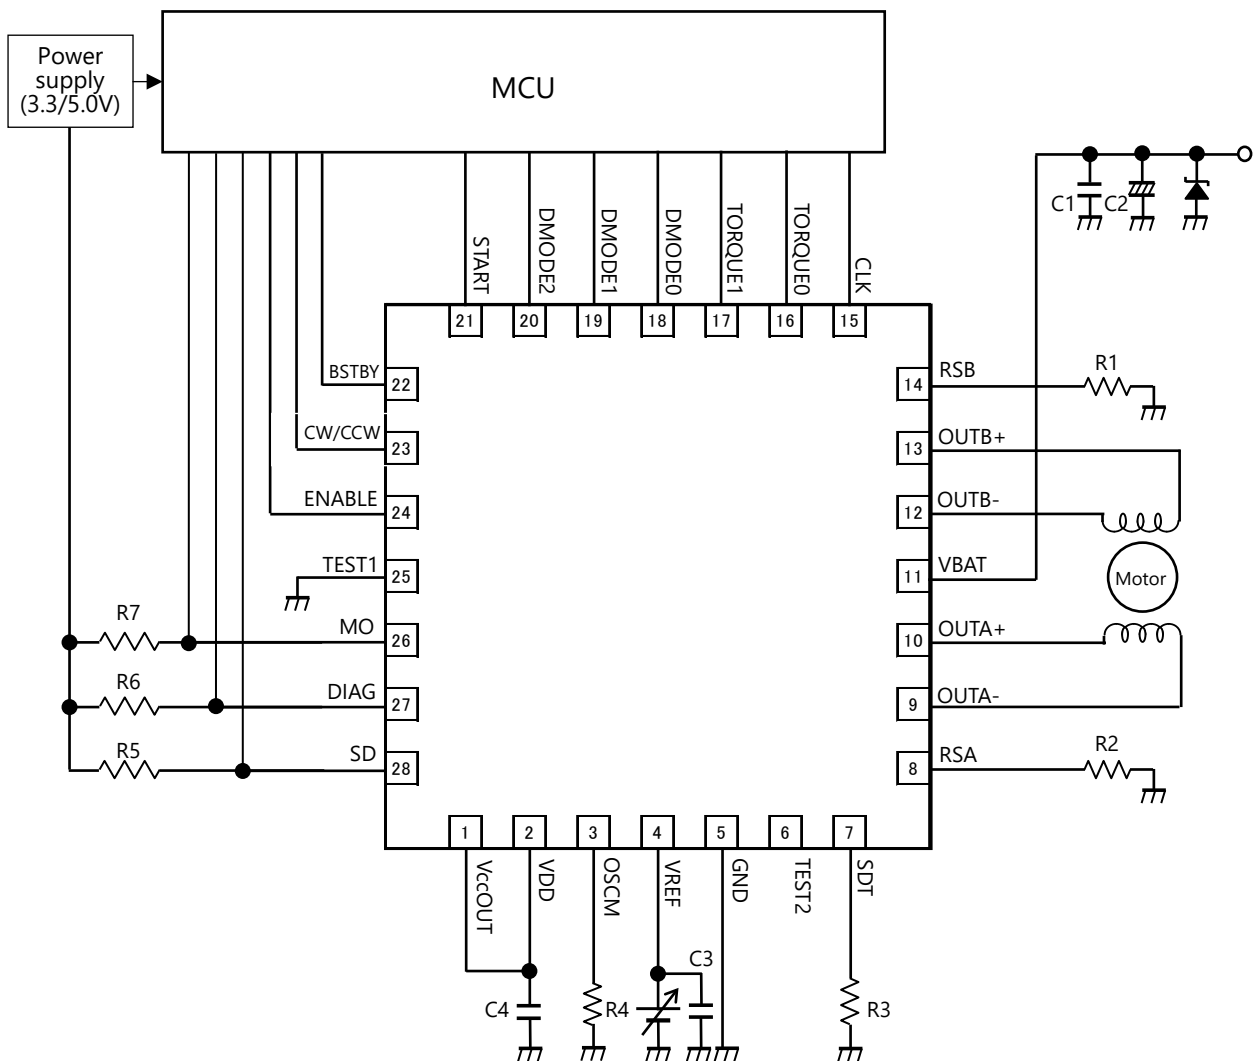 Power
supply
(3.3/5.0V)
MCU
START
DMODE2
DMODE1
DMODE0
TORQUE1
TORQUE0
CLK
C1
C2
21
20
19
18
17
16
15
BSTBY
22
CW/CCW
23
ENABLE
24
TEST1
25
R7
MO
26
R6
DIAG
27
R5
SD
28
14
RSB
R1
13
OUTB+
12
OUTB-
11
VBAT
Motor
10
OUTA+
9
OUTA-
8
RSA
R2
1
2
3
4
5
6
7
VccOUT
VDD
OSCM
VREF
GND
TEST2
SDT
C4
R4
C3
R3